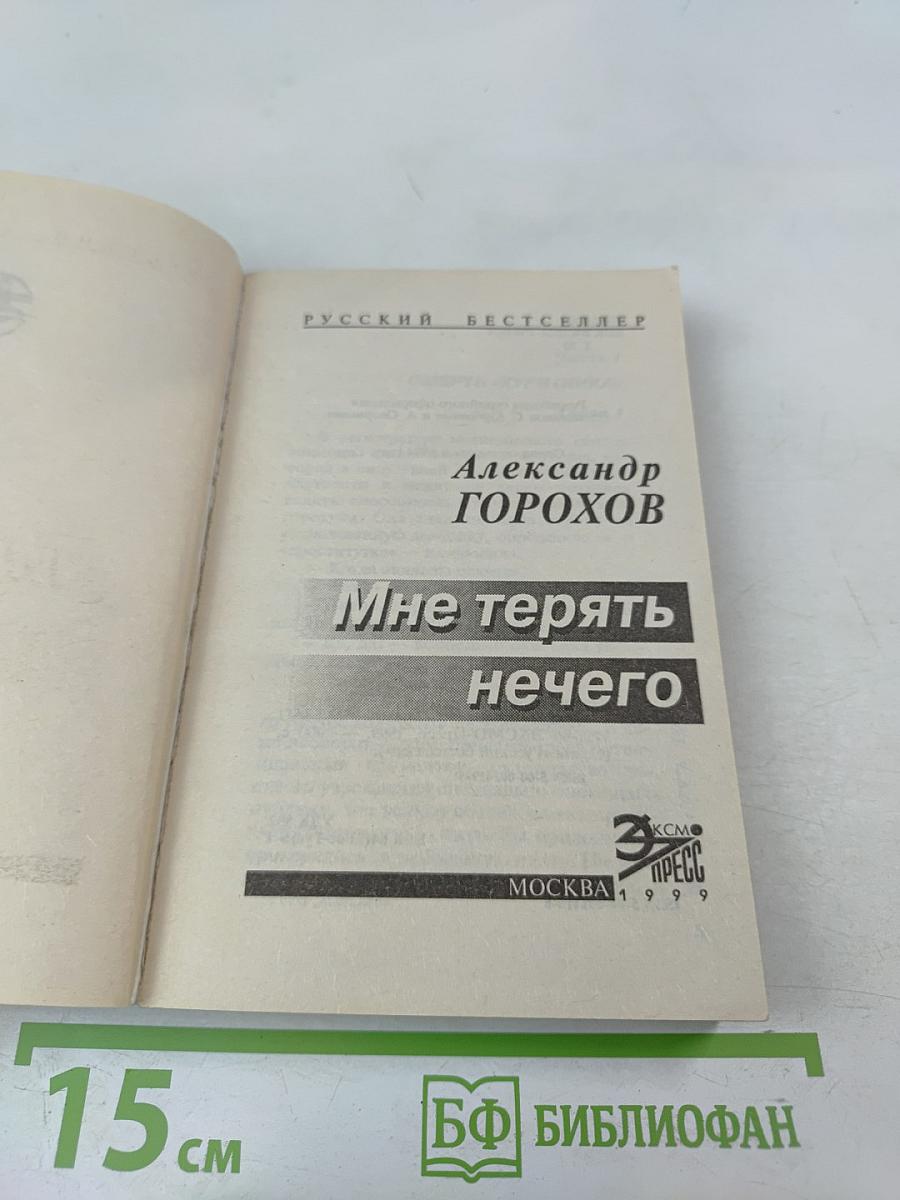 РУССКИЙ БЕСТСЕЛЛЕР
Александр
ГОРОХОВ
Мне терять
нечего
ЭКСМО
ПРЕСС
МОСКВА 1999
15 см
БФ БИБЛИОФАН